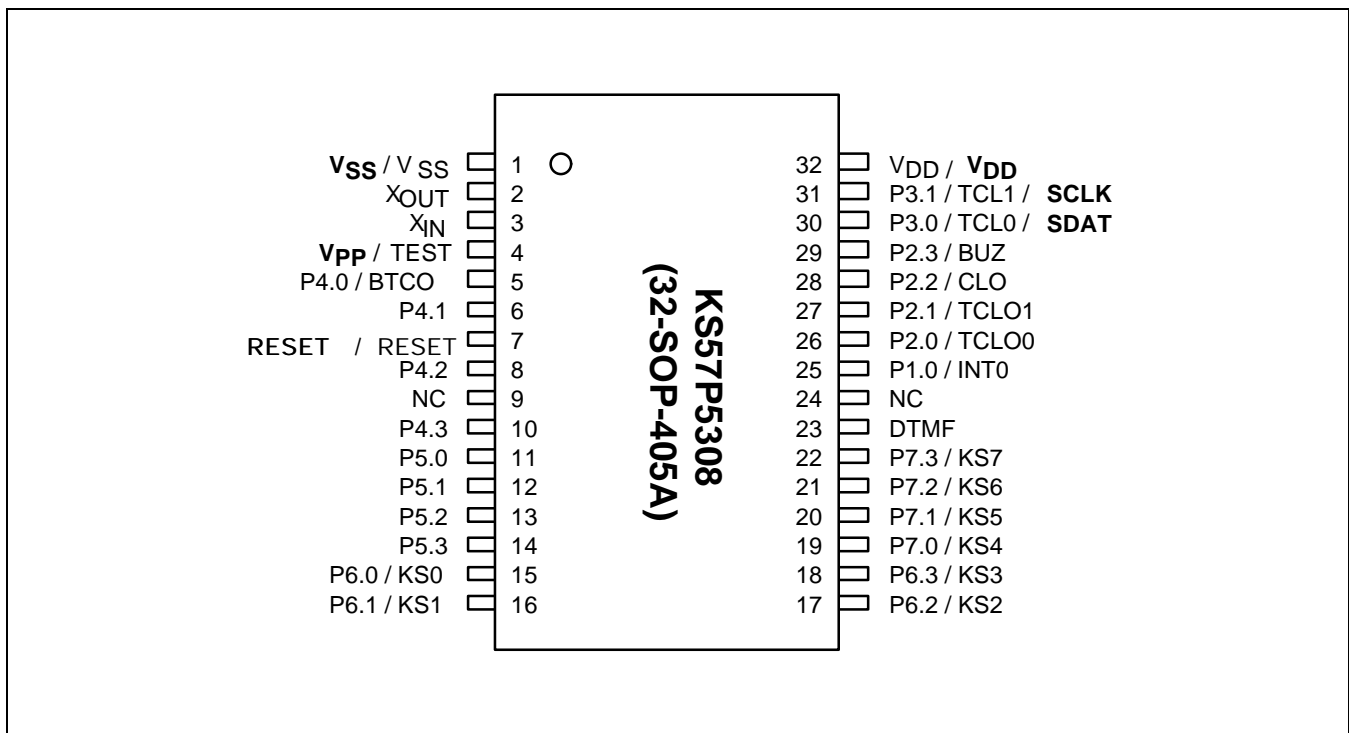 VSS / VSS 1 32 VDD / VDD
XOUT 2 31 P3.1 / TCL1 / SCLK
XIN 3 30 P3.0 / TCL0 / SDAT
VPP / TEST 4 29 P2.3 / BUZ
P4.0 / BTCO 5 28 P2.2 / CLO
P4.1 6 27 P2.1 / TCLO1
RESET / RESET 7 26 P2.0 / TCLO0
P4.2 8 25 P1.0 / INT0
NC 9 24 NC
P4.3 10 23 DTMF
P5.0 11 22 P7.3 / KS7
P5.1 12 21 P7.2 / KS6
P5.2 13 20 P7.1 / KS5
P5.3 14 19 P7.0 / KS4
P6.0 / KS0 15 18 P6.3 / KS3
P6.1 / KS1 16 17 P6.2 / KS2
KS57P5308
(32-SOP-405A)